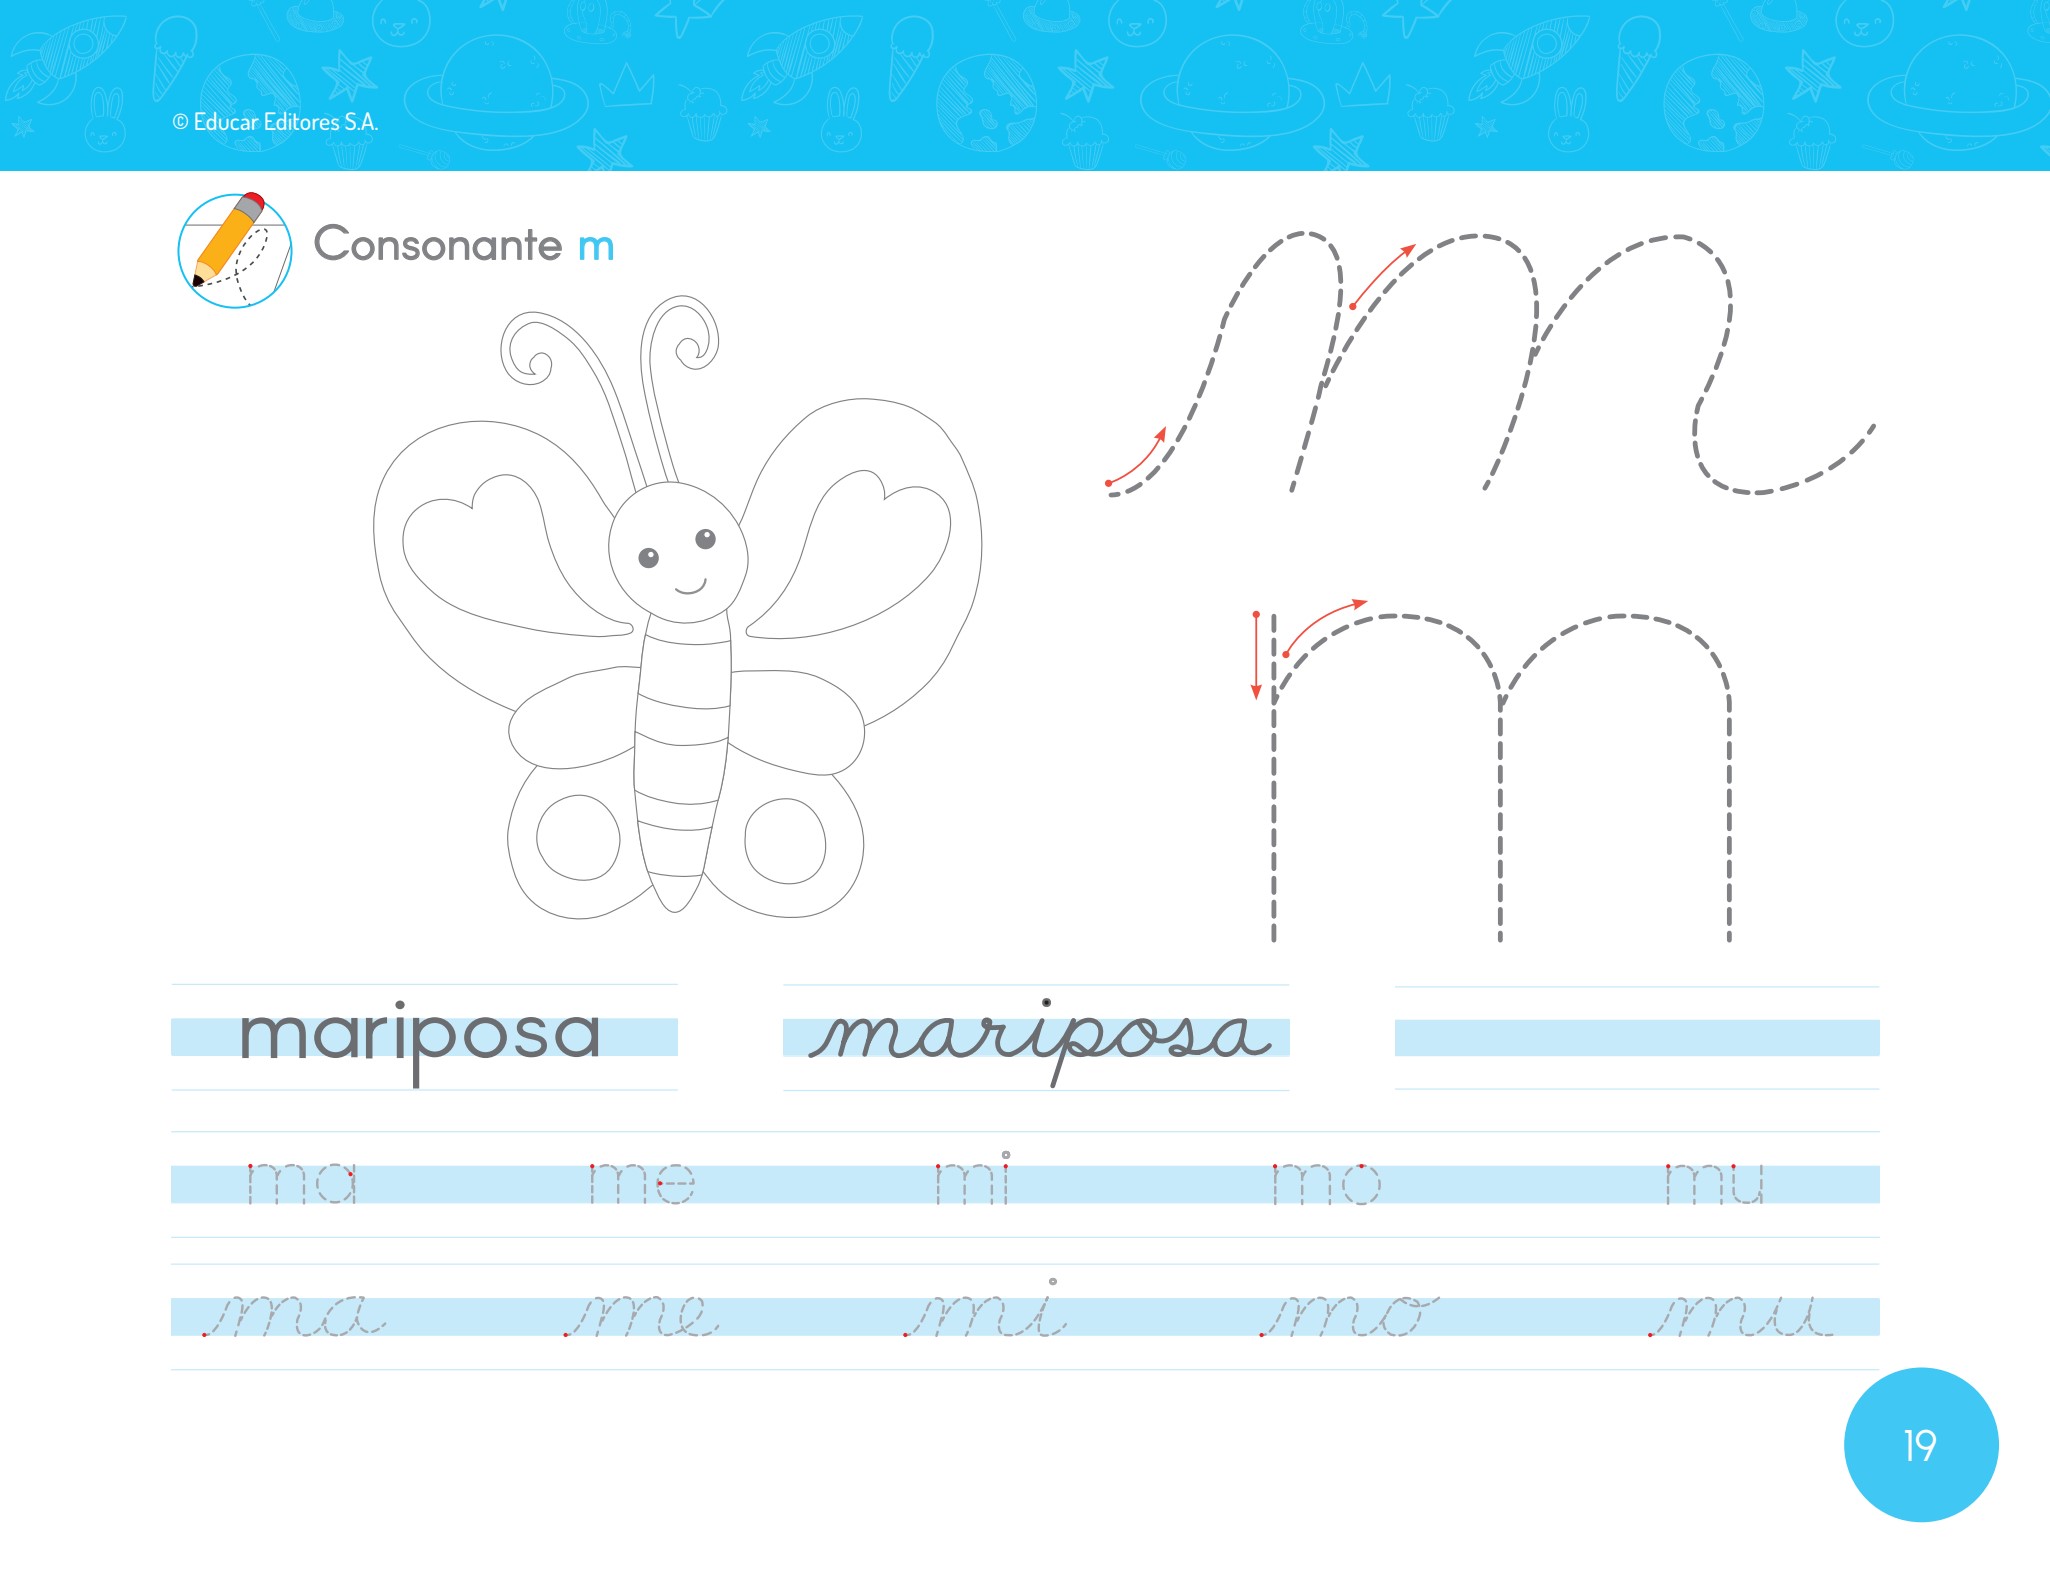 © Educar Editores S.A.
Consonante m
m
m
mariposa mariposa
ma me mi mo mu
ma me mi mo mu
19